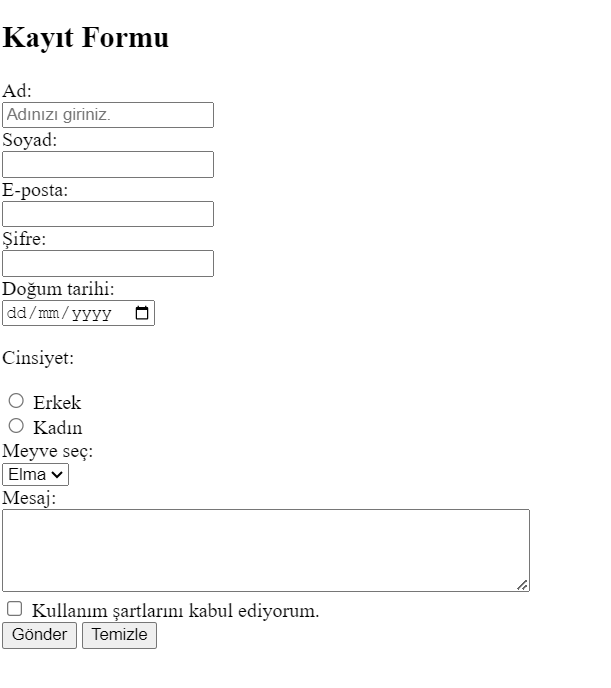 Kayıt Formu
Ad:
Adınızı giriniz.
Soyad:
E-posta:
Şifre:
Doğum tarihi:
dd/mm/yyyy
Cinsiyet:
Erkek
Kadın
Meyve seç:
Elma
Mesaj:
Kullanım şartlarını kabul ediyorum.
Gönder Temizle